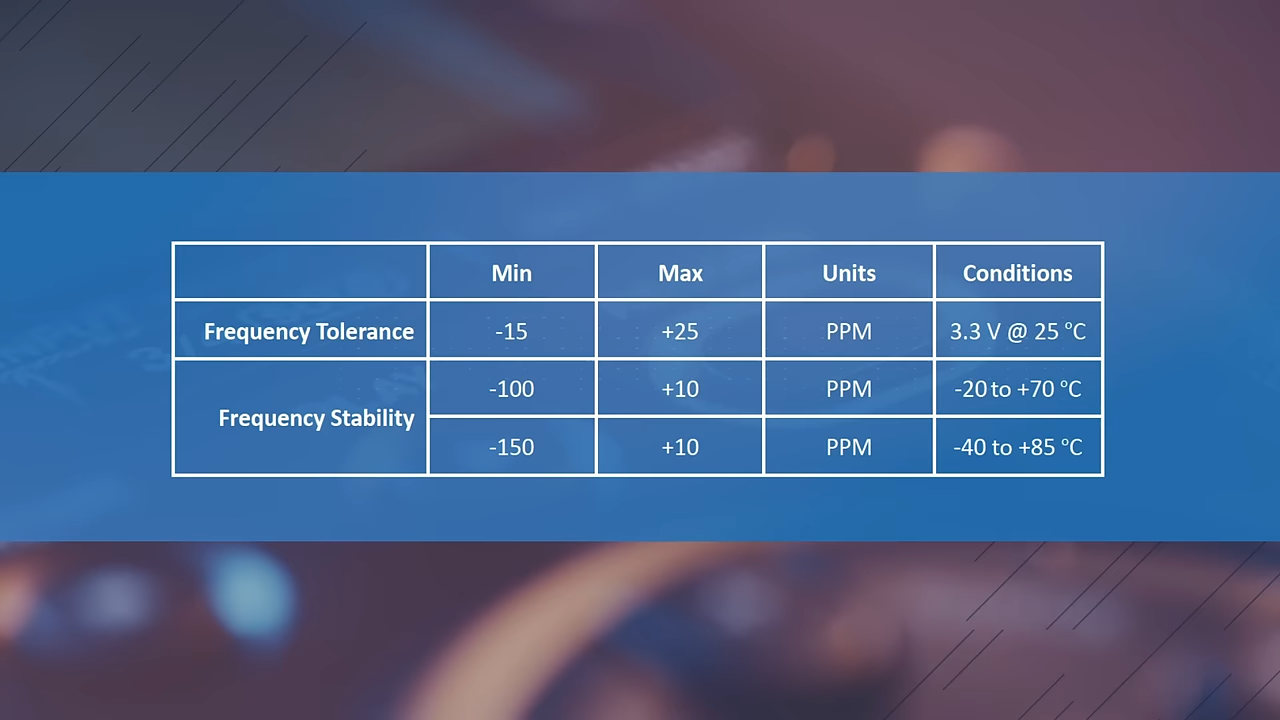 Min Max Units Conditions
Frequency Tolerance -15 +25 PPM 3.3 V @ 25 °C
Frequency Stability -100 +10 PPM -20 to +70 °C
-150 +10 PPM -40 to +85 °C